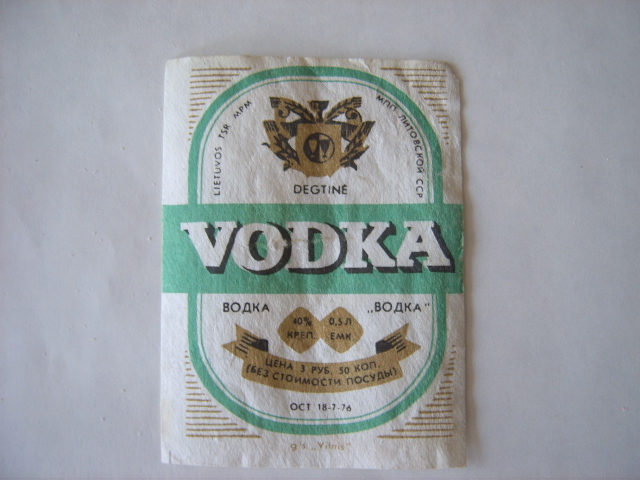 LIETUVOS TSR MPM
МПП ЛИТОВСКОЙ ССР
DEGTINĖ
VODKA
ВОДКА „ВОДКА"
40% 0,5 Л
КРЕП. ЕМК.
ЦЕНА 3 РУБ. 50 КОП.
(БЕЗ СТОИМОСТИ ПОСУДЫ)
ОСТ 18-7-76
g/s. „Vilnis"